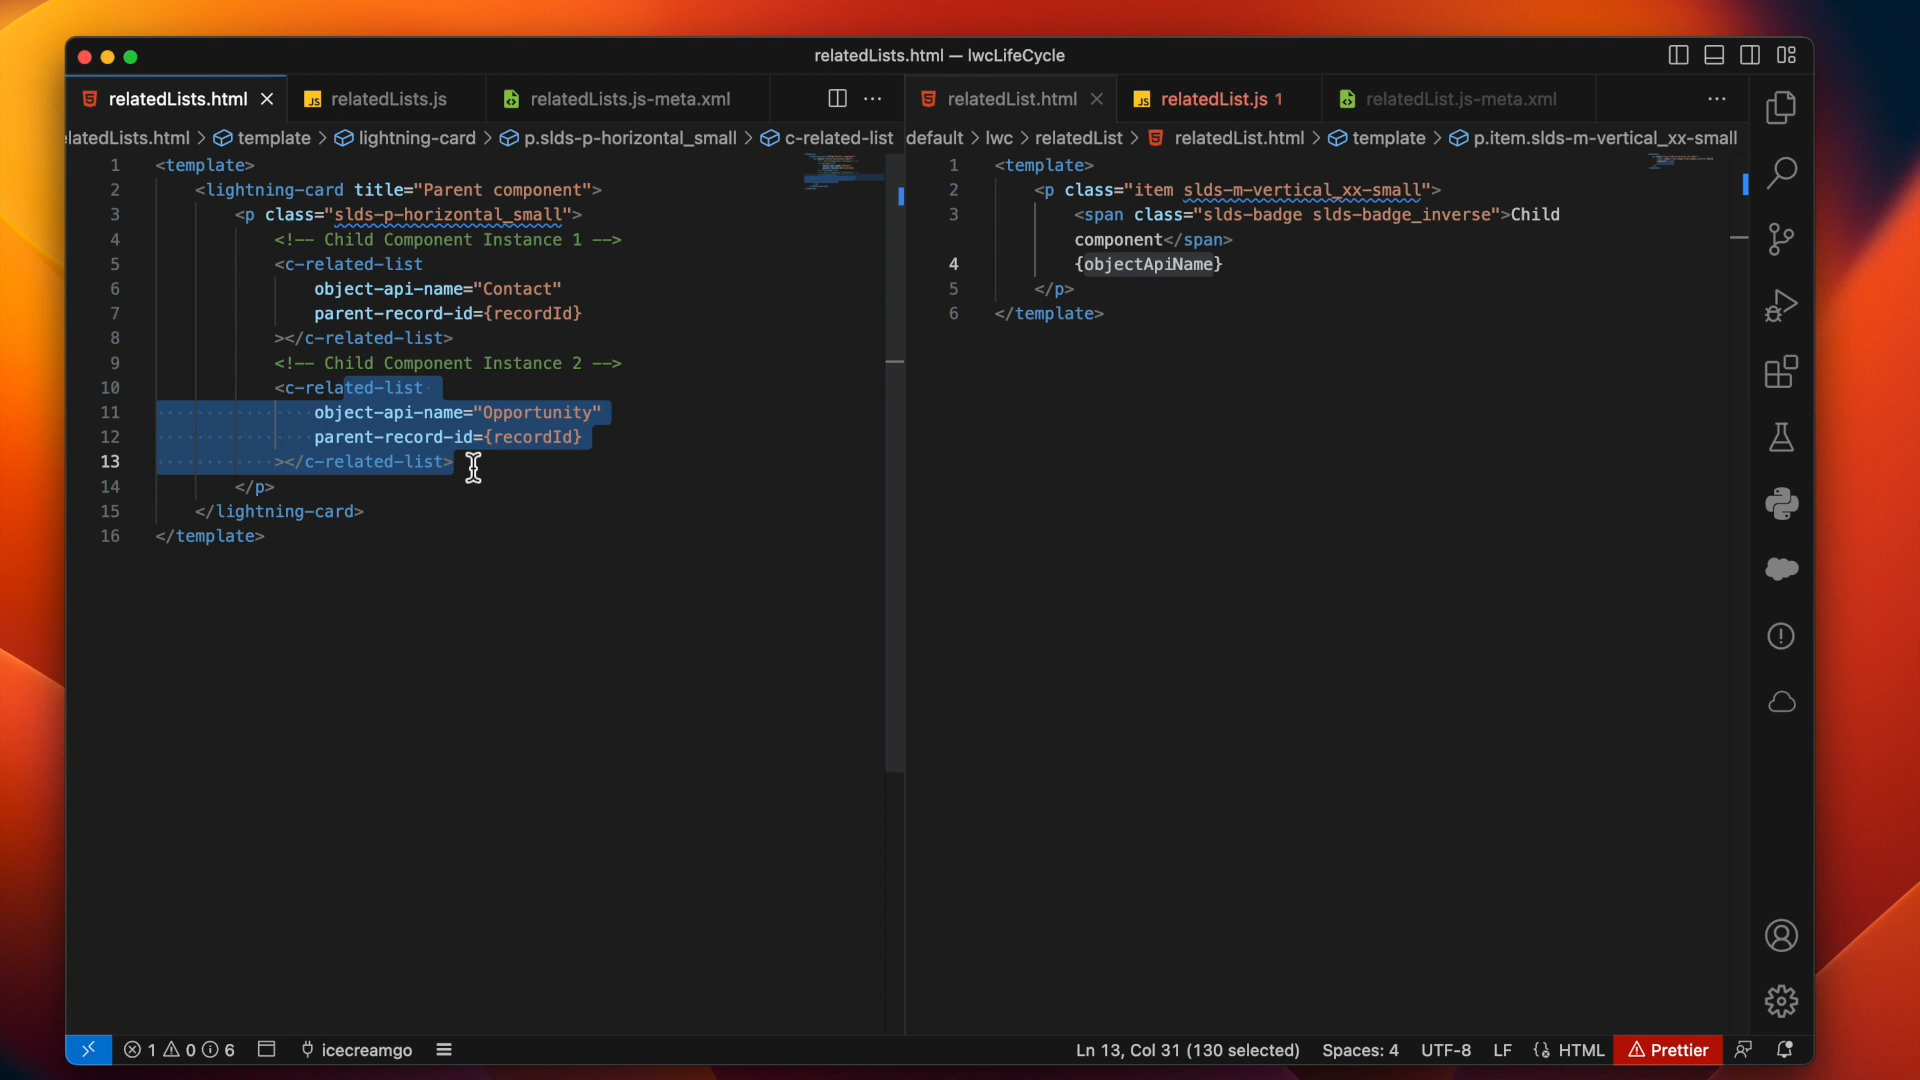 relatedLists.html — lwcLifeCycle
relatedLists.html
relatedLists.js
relatedLists.js-meta.xml
elatedLists.html > template > lightning-card > p.slds-p-horizontal_small > c-related-list
1 <template>
2 <lightning-card title="Parent component">
3 <p class="slds-p-horizontal_small">
4 <!-- Child Component Instance 1 -->
5 <c-related-list
6 object-api-name="Contact"
7 parent-record-id={recordId}
8 ></c-related-list>
9 <!-- Child Component Instance 2 -->
10 <c-related-list
11 object-api-name="Opportunity"
12 parent-record-id={recordId}
13 ></c-related-list>
14 </p>
15 </lightning-card>
16 </template>
relatedList.html
relatedList.js 1
relatedList.js-meta.xml
default > lwc > relatedList > relatedList.html > template > p.item.slds-m-vertical_xx-small
1 <template>
2 <p class="item slds-m-vertical_xx-small">
3 <span class="slds-badge slds-badge_inverse">Child
component</span>
4 {objectApiName}
5 </p>
6 </template>
1 0 6 icecreamgo Ln 13, Col 31 (130 selected) Spaces: 4 UTF-8 LF HTML Prettier